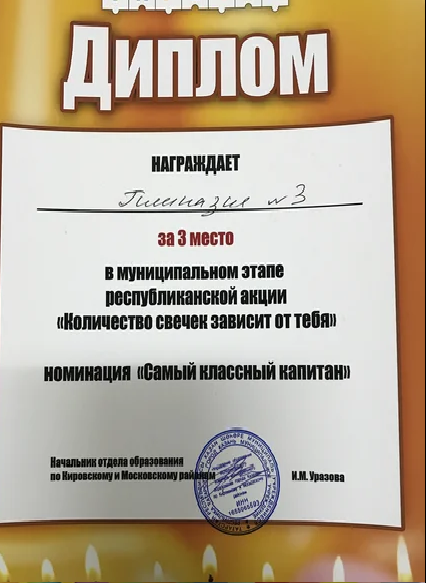 Диплом
НАГРАЖДАЕТ
Гимназия №3
за 3 место
в муниципальном этапе
республиканской акции
«Количество свечек зависит от тебя»
номинация «Самый классный капитан»
Начальник отдела образования
по Кировскому и Московскому районам
И.М. Уразова
ИНН